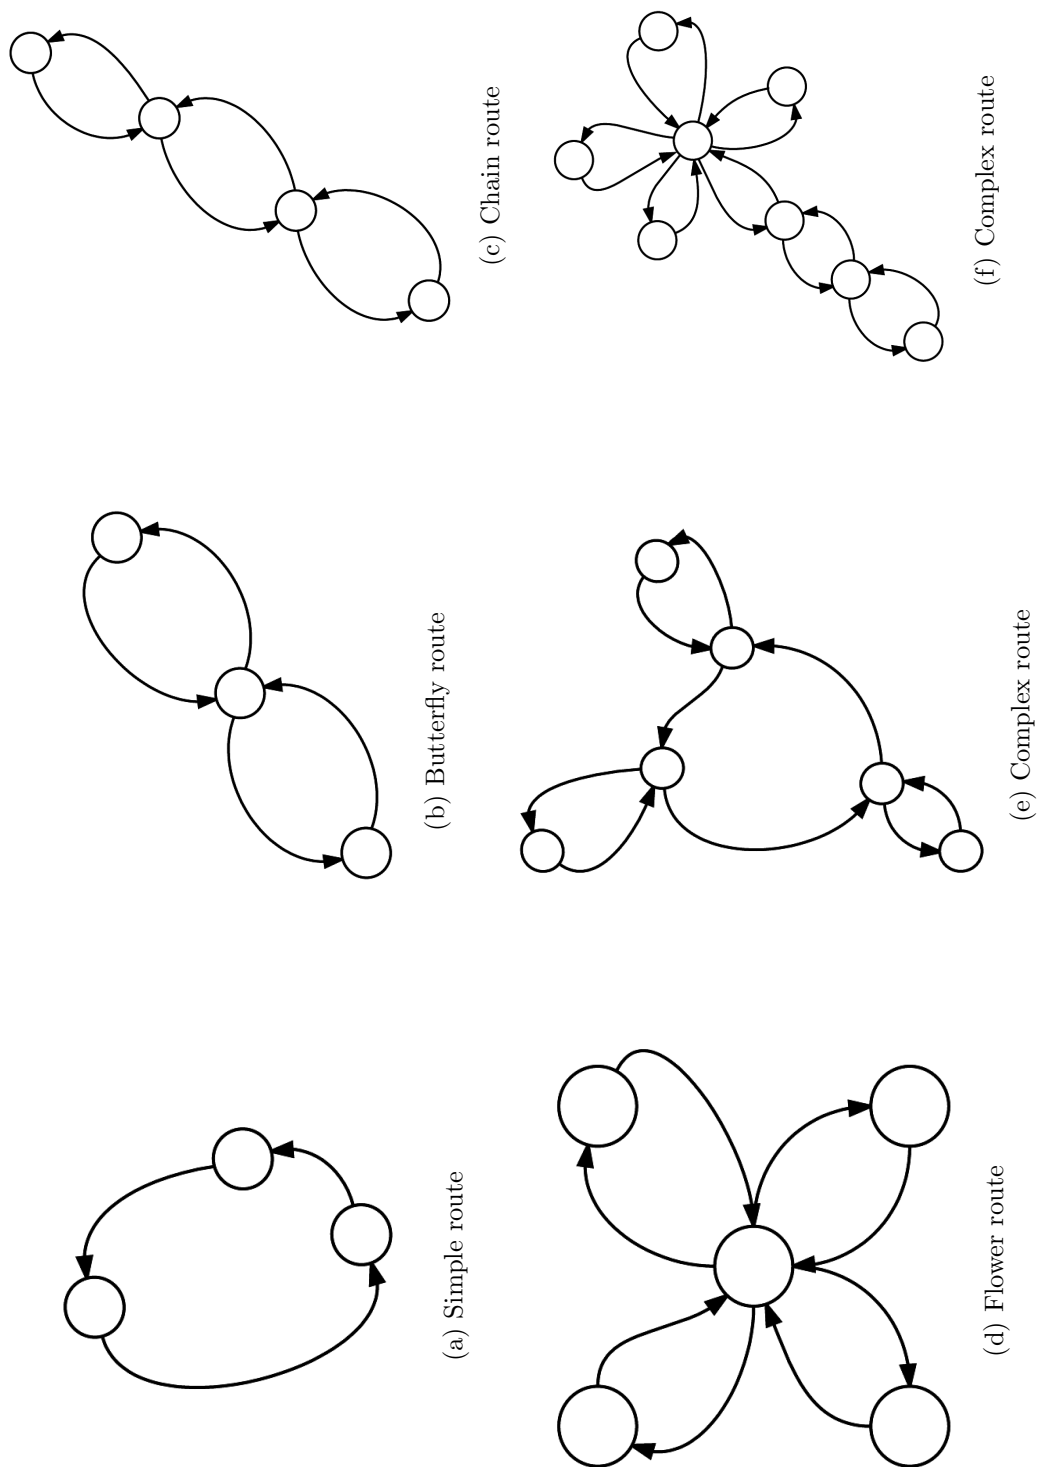 (a) Simple route
(b) Butterfly route
(c) Chain route
(d) Flower route
(e) Complex route
(f) Complex route